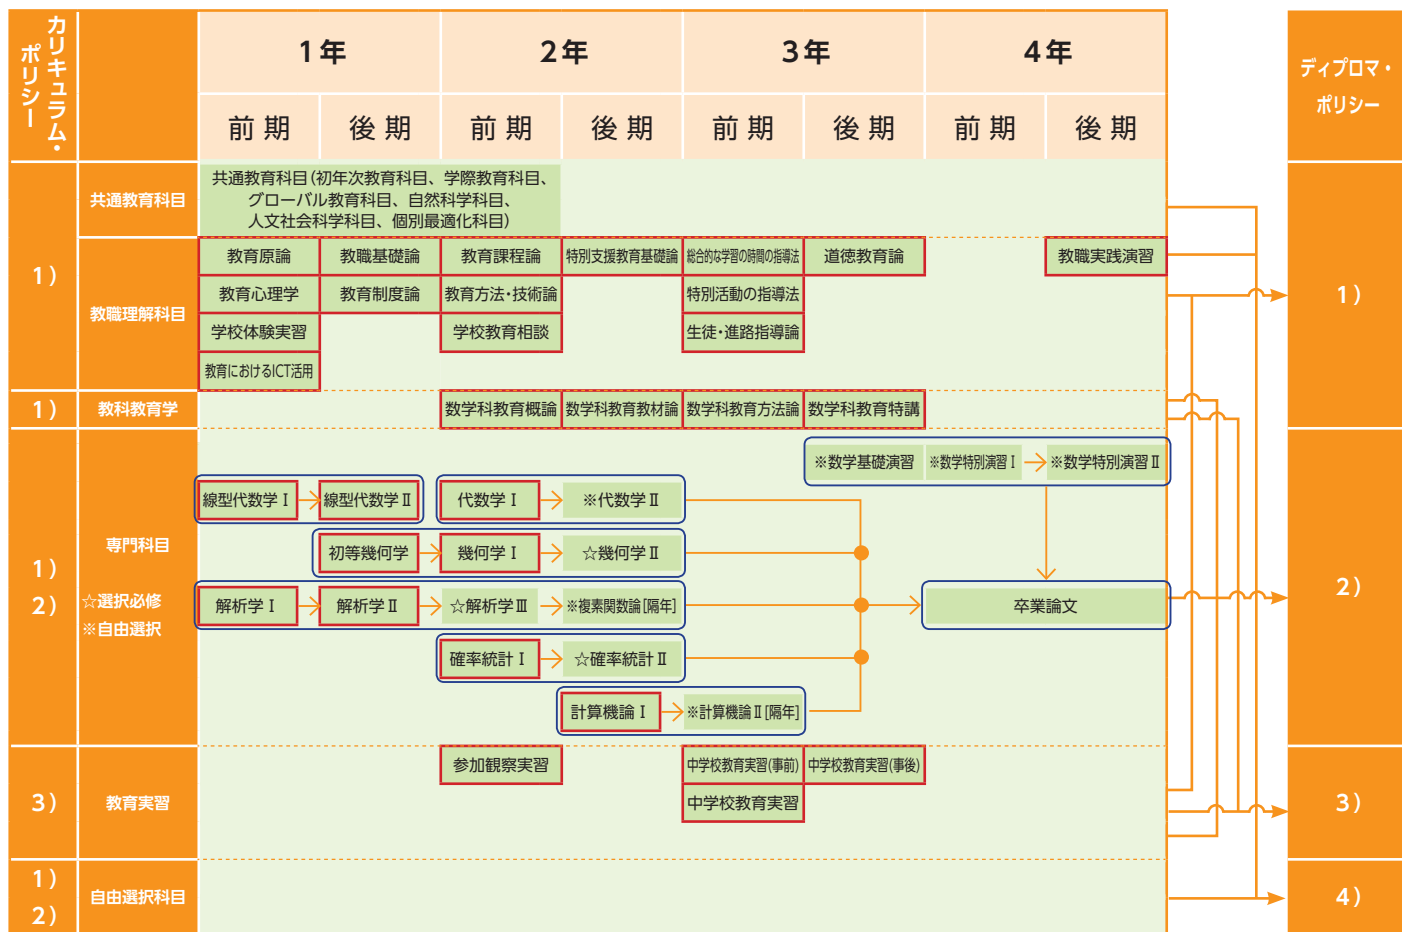 カリキュラム・
ポリシー
1年
2年
3年
4年
ディプロマ・
ポリシー
前期
後期
前期
後期
前期
後期
前期
後期
1)
共通教育科目
共通教育科目(初年次教育科目、学際教育科目、
グローバル教育科目、自然科学科目、
人文社会科学科目、個別最適化科目)
教職理解科目
教育原論
教職基礎論
教育課程論
特別支援教育基礎論
総合的な学習の時間の指導法
道徳教育論
教職実践演習
教育心理学
教育制度論
教育方法・技術論
特別活動の指導法
学校体験実習
学校教育相談
生徒・進路指導論
教育におけるICT活用
1)
1)
教科教育学
数学科教育概論
数学科教育教材論
数学科教育方法論
数学科教育特講
1)
2)
専門科目
☆選択必修
※自由選択
※数学基礎演習
※数学特別演習Ⅰ
※数学特別演習Ⅱ
線型代数学Ⅰ
線型代数学Ⅱ
代数学Ⅰ
※代数学Ⅱ
初等幾何学
幾何学Ⅰ
☆幾何学Ⅱ
解析学Ⅰ
解析学Ⅱ
☆解析学Ⅲ
※複素関数論[隔年]
卒業論文
確率統計Ⅰ
☆確率統計Ⅱ
計算機論Ⅰ
※計算機論Ⅱ[隔年]
2)
3)
教育実習
参加観察実習
中学校教育実習(事前)
中学校教育実習(事後)
中学校教育実習
3)
1)
2)
自由選択科目
4)